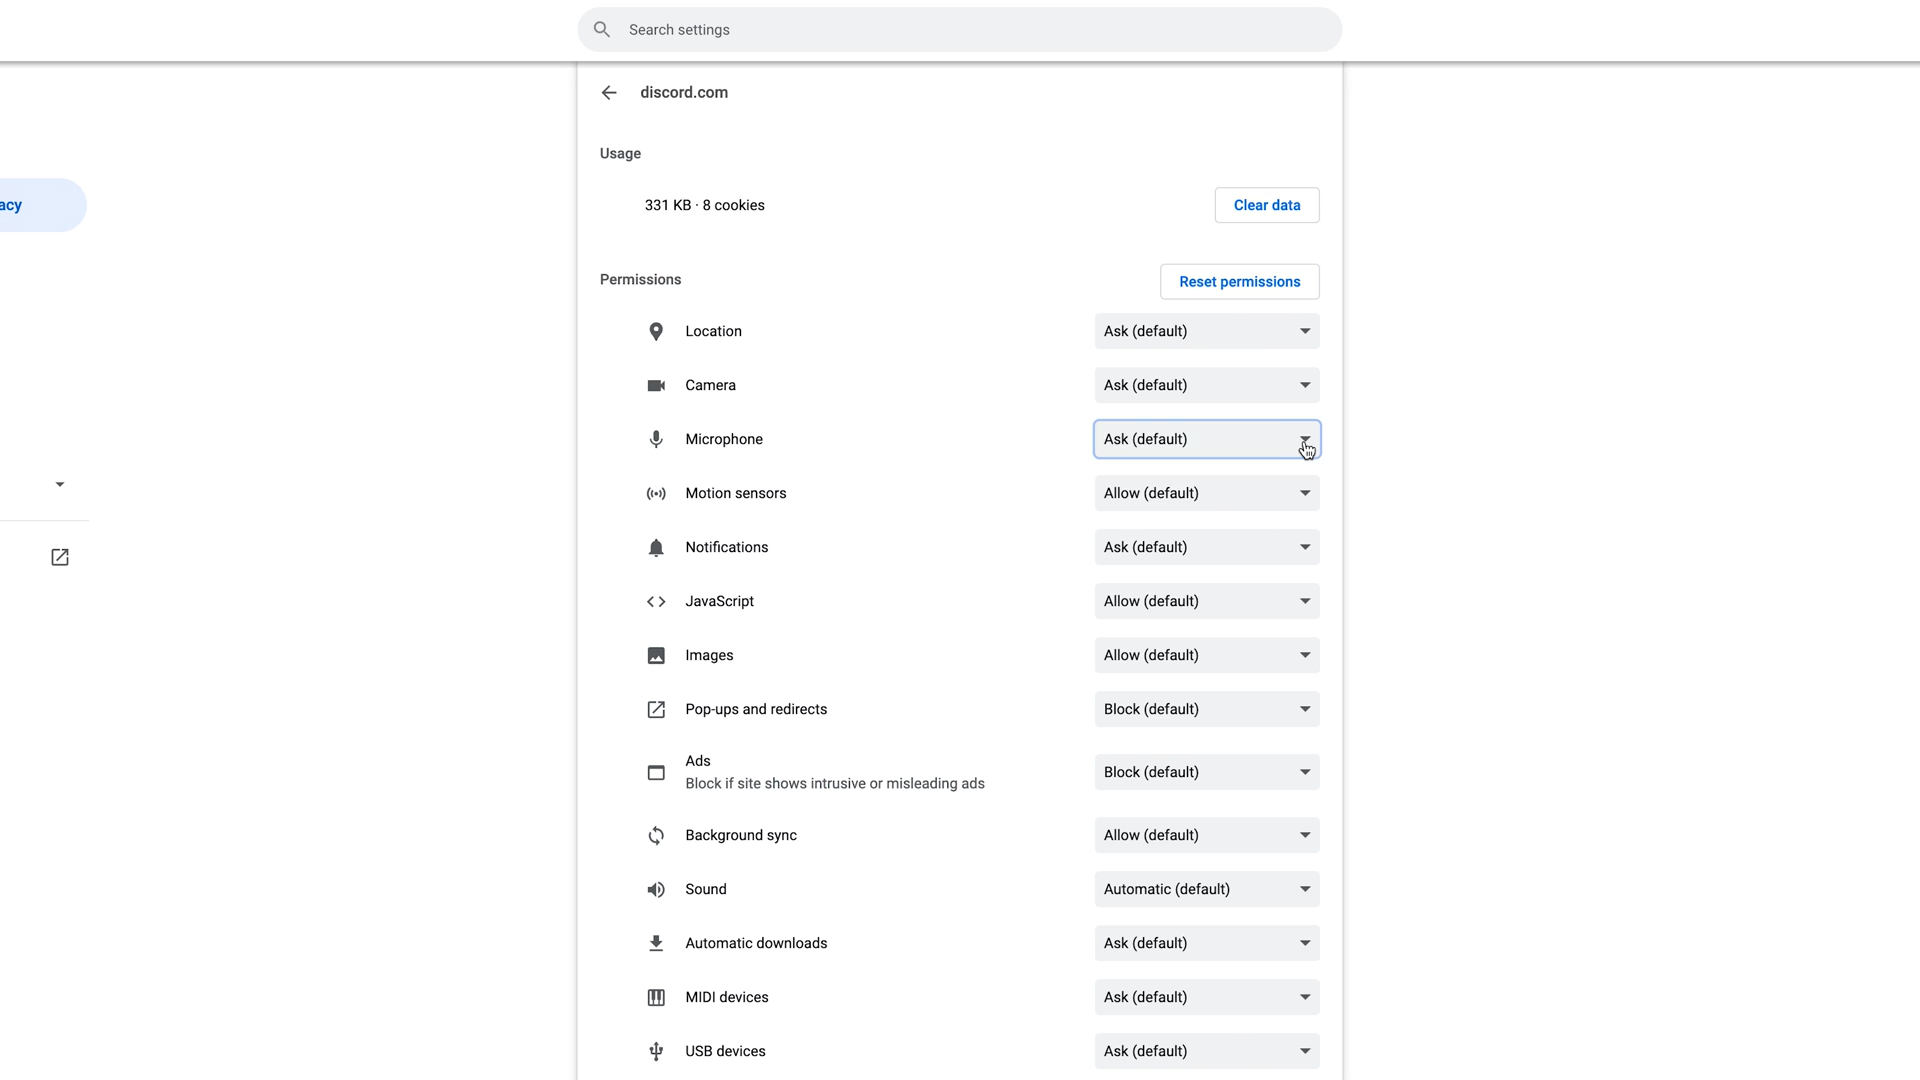 Search settings
discord.com
Usage
acy
331 KB · 8 cookies
Clear data
Permissions
Reset permissions
Location
Ask (default)
Camera
Ask (default)
Microphone
Ask (default)
Motion sensors
Allow (default)
Notifications
Ask (default)
JavaScript
Allow (default)
Images
Allow (default)
Pop-ups and redirects
Block (default)
Ads
Block if site shows intrusive or misleading ads
Block (default)
Background sync
Allow (default)
Sound
Automatic (default)
Automatic downloads
Ask (default)
MIDI devices
Ask (default)
USB devices
Ask (default)